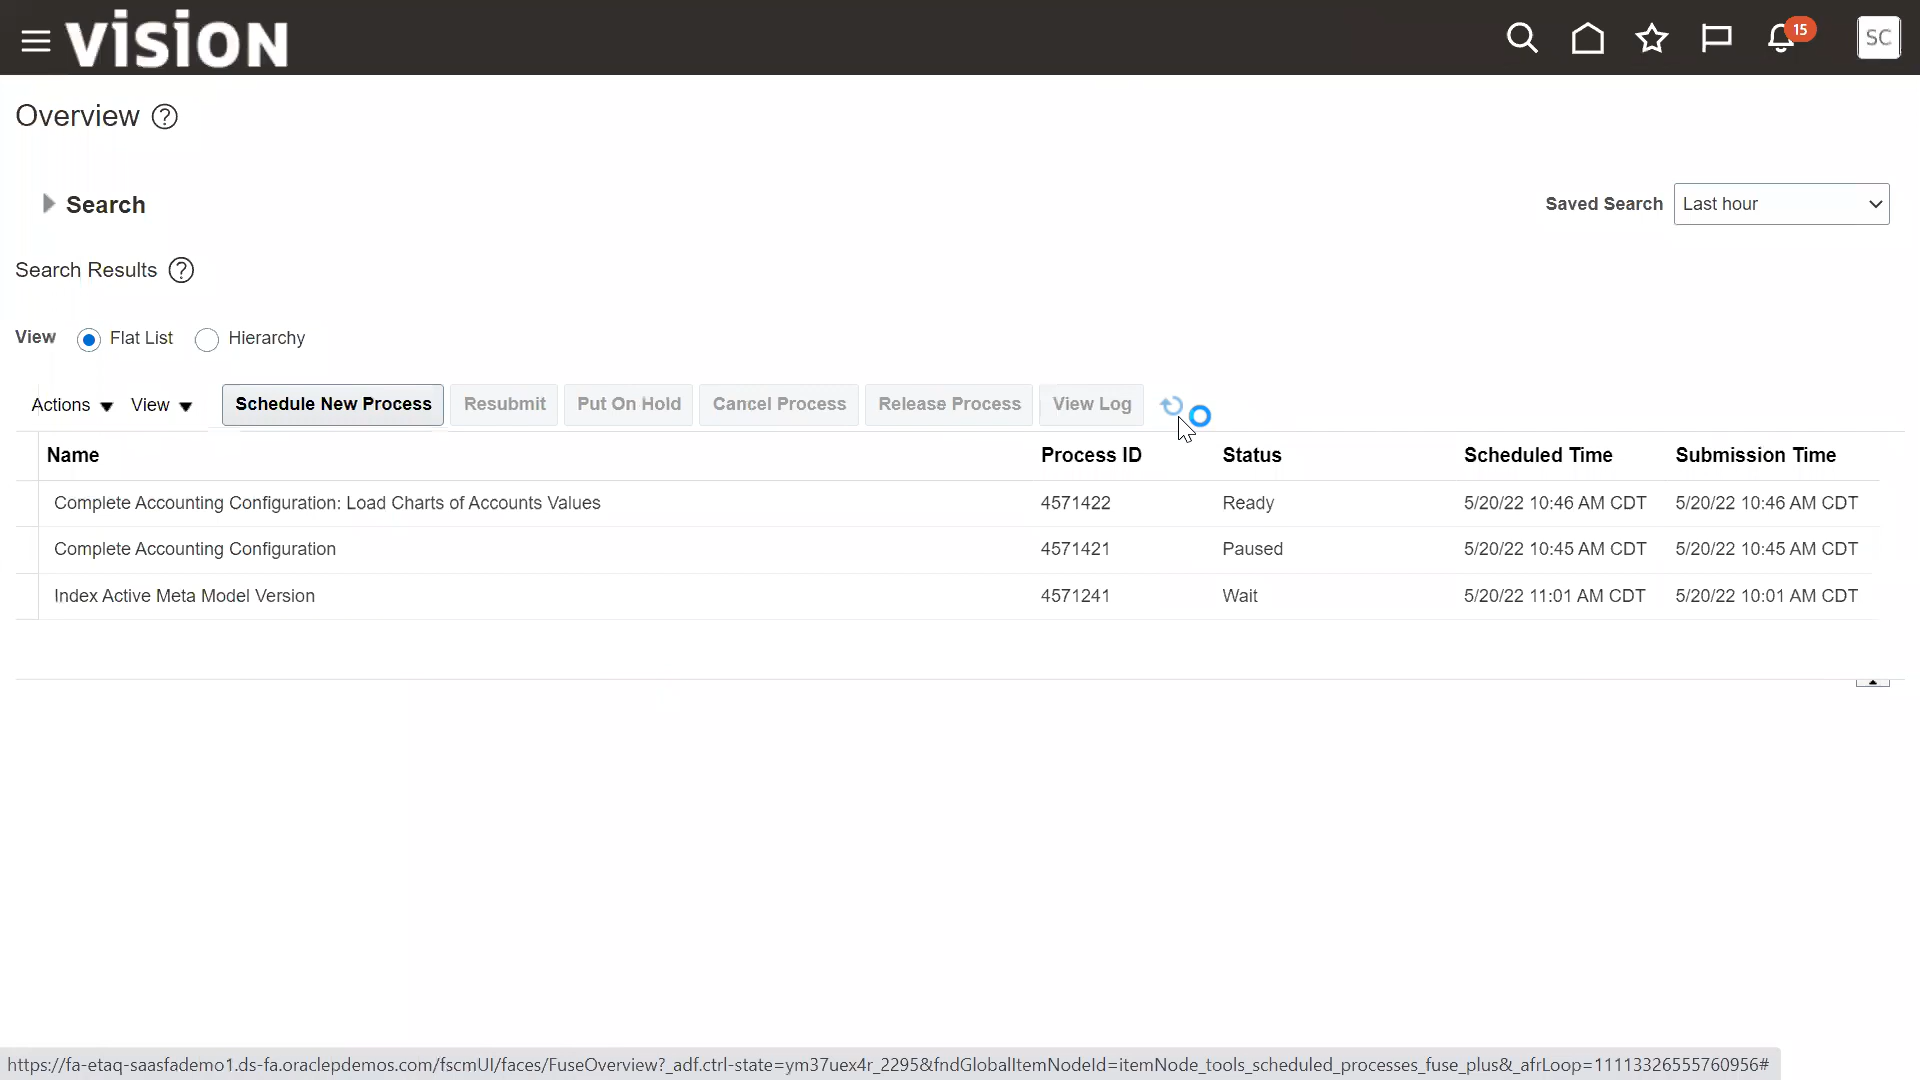 VISION
15
SC
Overview ?
Search
Saved Search Last hour
Search Results ?
View Flat List Hierarchy
Actions View Schedule New Process Resubmit Put On Hold Cancel Process Release Process View Log
Name Process ID Status Scheduled Time Submission Time
Complete Accounting Configuration: Load Charts of Accounts Values 4571422 Ready 5/20/22 10:46 AM CDT 5/20/22 10:46 AM CDT
Complete Accounting Configuration 4571421 Paused 5/20/22 10:45 AM CDT 5/20/22 10:45 AM CDT
Index Active Meta Model Version 4571241 Wait 5/20/22 11:01 AM CDT 5/20/22 10:01 AM CDT
https://fa-etaq-saasfademo1.ds-fa.oraclepdemos.com/fscmUI/faces/FuseOverview?_adf.ctrl-state=ym37uex4r_2295&fndGlobalItemNodeId=itemNode_tools_scheduled_processes_fuse_plus&_afrLoop=11113326555760956#